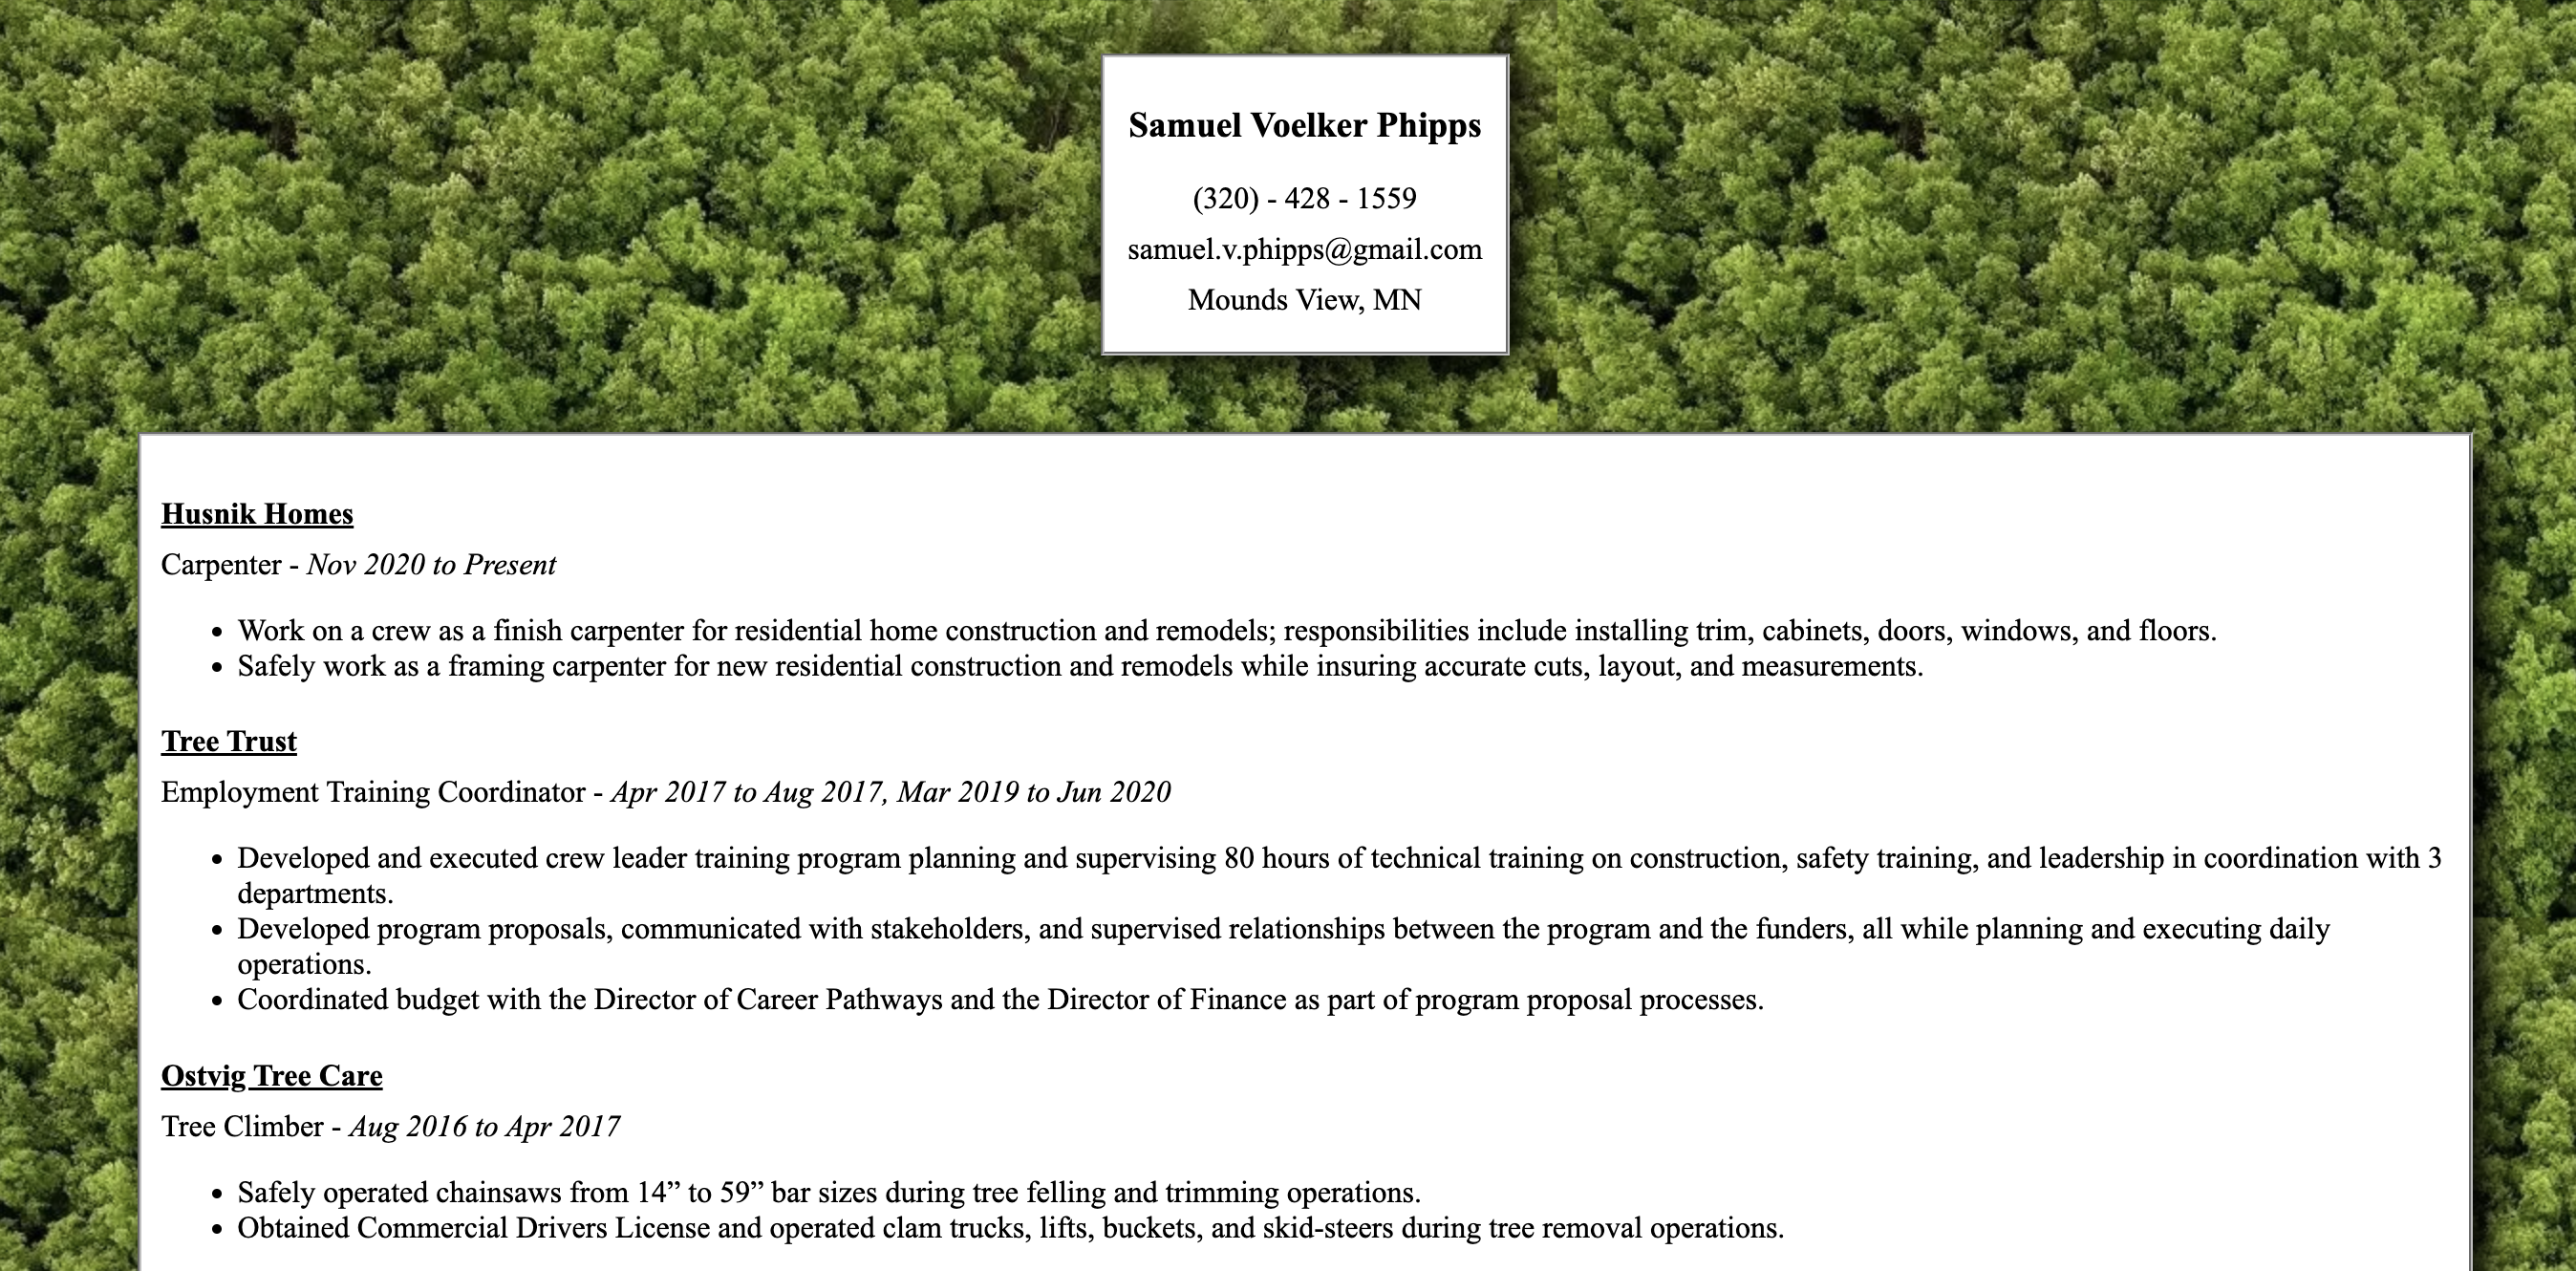 Samuel Voelker Phipps
(320) - 428 - 1559
samuel.v.phipps@gmail.com
Mounds View, MN
Husnik Homes
Carpenter - Nov 2020 to Present
• Work on a crew as a finish carpenter for residential home construction and remodels; responsibilities include installing trim, cabinets, doors, windows, and floors.
• Safely work as a framing carpenter for new residential construction and remodels while insuring accurate cuts, layout, and measurements.
Tree Trust
Employment Training Coordinator - Apr 2017 to Aug 2017, Mar 2019 to Jun 2020
• Developed and executed crew leader training program planning and supervising 80 hours of technical training on construction, safety training, and leadership in coordination with 3
departments.
• Developed program proposals, communicated with stakeholders, and supervised relationships between the program and the funders, all while planning and executing daily
operations.
• Coordinated budget with the Director of Career Pathways and the Director of Finance as part of program proposal processes.
Ostvig Tree Care
Tree Climber - Aug 2016 to Apr 2017
• Safely operated chainsaws from 14” to 59” bar sizes during tree felling and trimming operations.
• Obtained Commercial Drivers License and operated clam trucks, lifts, buckets, and skid-steers during tree removal operations.